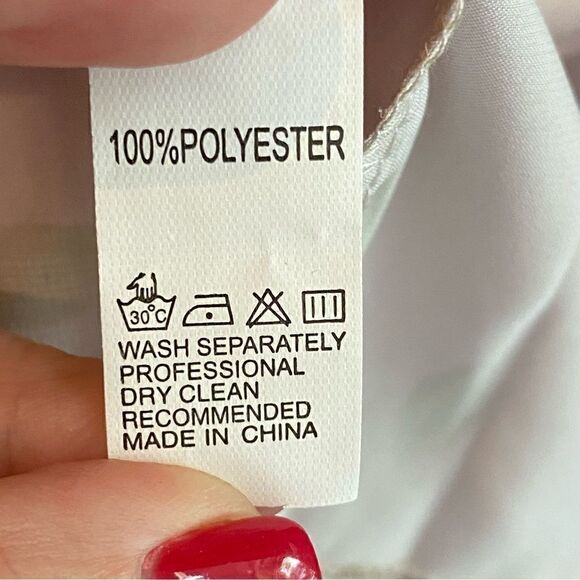 100%POLYESTER
30°C
WASH SEPARATELY
PROFESSIONAL
DRY CLEAN
RECOMMENDED
MADE IN CHINA